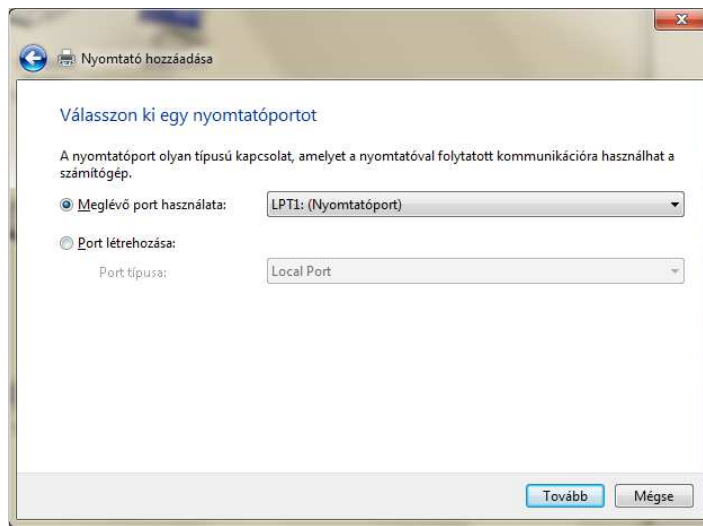 Nyomtató hozzáadása
Válasszon ki egy nyomtatóportot
A nyomtatóport olyan típusú kapcsolat, amelyet a nyomtatóval folytatott kommunikációra használhat a
számítógép.
Meglévő port használata: LPT1: (Nyomtatóport)
Port létrehozása:
Port típusa: Local Port
Tovább Mégse